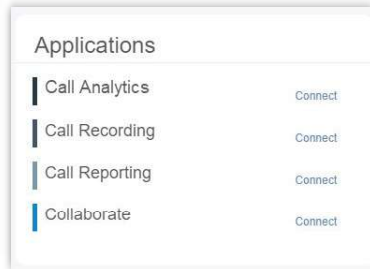 Applications
Call Analytics
Connect
Call Recording
Connect
Call Reporting
Connect
Collaborate
Connect